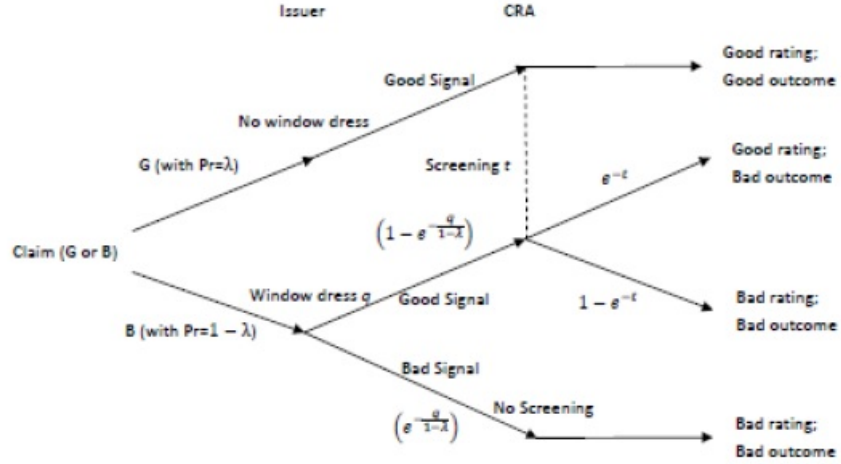 Issuer
CRA
Good rating;
Good outcome
Good Signal
No window dress
G (with Pr=λ)
Screening t
e^{-t}
Good rating;
Bad outcome
(1 − e^{-\frac{q}{1-λ}})
Claim (G or B)
Window dress q
Good Signal
1 − e^{-t}
Bad rating;
Bad outcome
B (with Pr=1 − λ)
Bad Signal
No Screening
(e^{-\frac{q}{1-λ}})
Bad rating;
Bad outcome